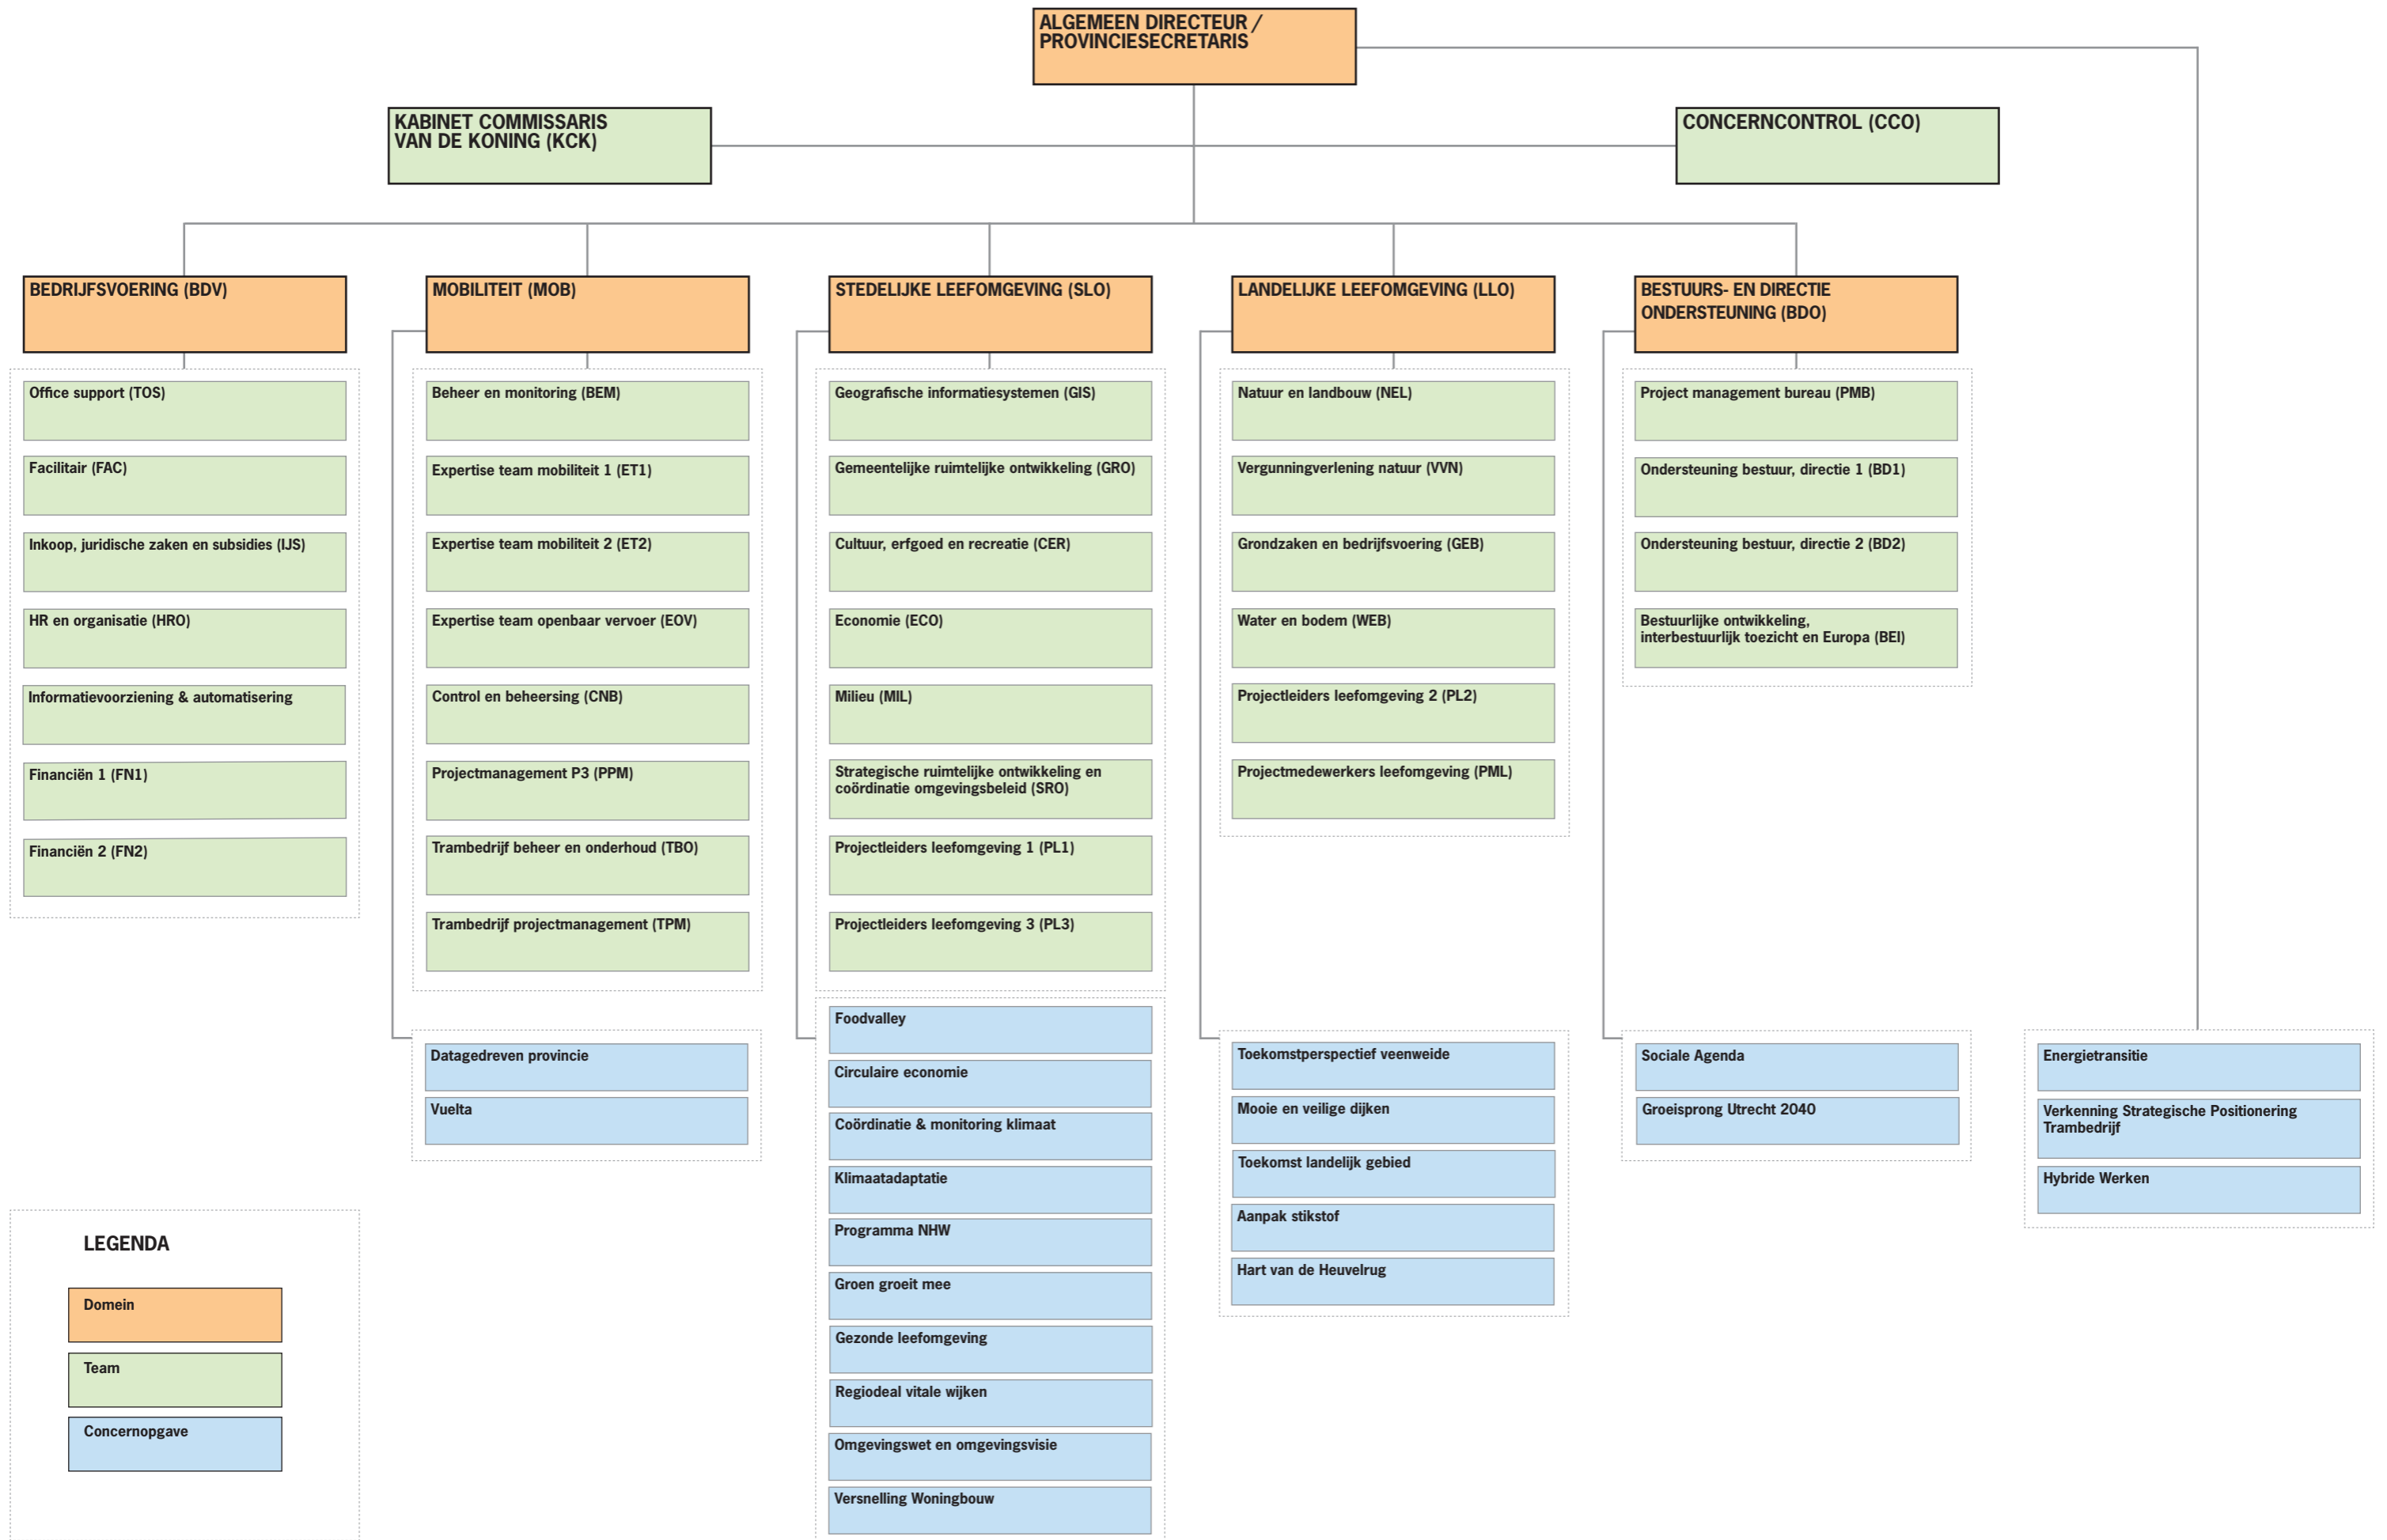 ALGEMEEN DIRECTEUR /
PROVINCIESECRETARIS
KABINET COMMISSARIS
VAN DE KONING (KCK)
CONCERNCONTROL (CCO)
BEDRIJFSVOERING (BDV)
Office support (TOS)
Facilitair (FAC)
Inkoop, juridische zaken en subsidies (IJS)
HR en organisatie (HRO)
Informatievoorziening & automatisering
Financiën 1 (FN1)
Financiën 2 (FN2)
MOBILITEIT (MOB)
Beheer en monitoring (BEM)
Expertise team mobiliteit 1 (ET1)
Expertise team mobiliteit 2 (ET2)
Expertise team openbaar vervoer (EOV)
Control en beheersing (CNB)
Projectmanagement P3 (PPM)
Trambedrijf beheer en onderhoud (TBO)
Trambedrijf projectmanagement (TPM)
Datagedreven provincie
Vuelta
STEDELIJKE LEEFOMGEVING (SLO)
Geografische informatiesystemen (GIS)
Gemeentelijke ruimtelijke ontwikkeling (GRO)
Cultuur, erfgoed en recreatie (CER)
Economie (ECO)
Milieu (MIL)
Strategische ruimtelijke ontwikkeling en
coördinatie omgevingsbeleid (SRO)
Projectleiders leefomgeving 1 (PL1)
Projectleiders leefomgeving 3 (PL3)
Foodvalley
Circulaire economie
Coördinatie & monitoring klimaat
Klimaatadaptatie
Programma NHW
Groen groeit mee
Gezonde leefomgeving
Regiodeal vitale wijken
Omgevingswet en omgevingsvisie
Versnelling Woningbouw
LANDELIJKE LEEFOMGEVING (LLO)
Natuur en landbouw (NEL)
Vergunningverlening natuur (VVN)
Grondzaken en bedrijfsvoering (GEB)
Water en bodem (WEB)
Projectleiders leefomgeving 2 (PL2)
Projectmedewerkers leefomgeving (PML)
Toekomstperspectief veenweide
Mooie en veilige dijken
Toekomst landelijk gebied
Aanpak stikstof
Hart van de Heuvelrug
BESTUURS- EN DIRECTIE
ONDERSTEUNING (BDO)
Project management bureau (PMB)
Ondersteuning bestuur, directie 1 (BD1)
Ondersteuning bestuur, directie 2 (BD2)
Bestuurlijke ontwikkeling,
interbestuurlijk toezicht en Europa (BEI)
Sociale Agenda
Groeisprong Utrecht 2040
Energietransitie
Verkenning Strategische Positionering
Trambedrijf
Hybride Werken
LEGENDA
Domein
Team
Concernopgave